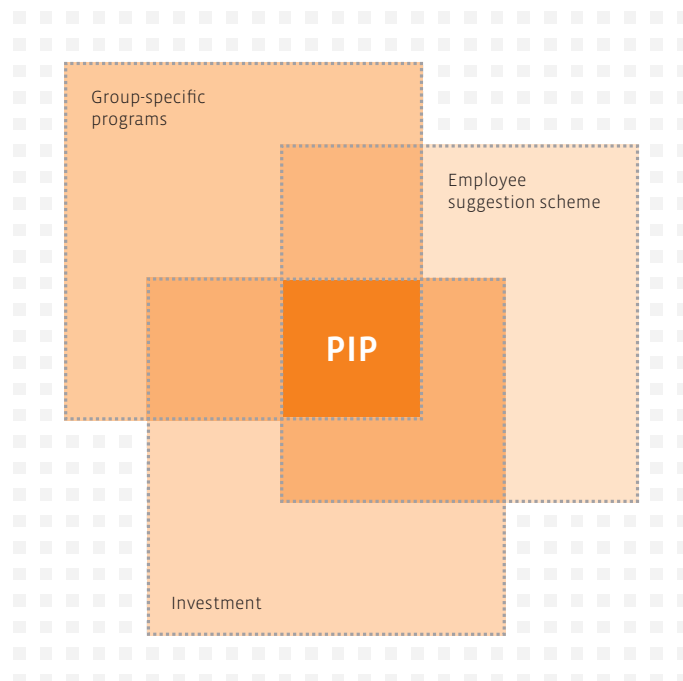 Group-specific
programs
Employee
suggestion scheme
PIP
Investment